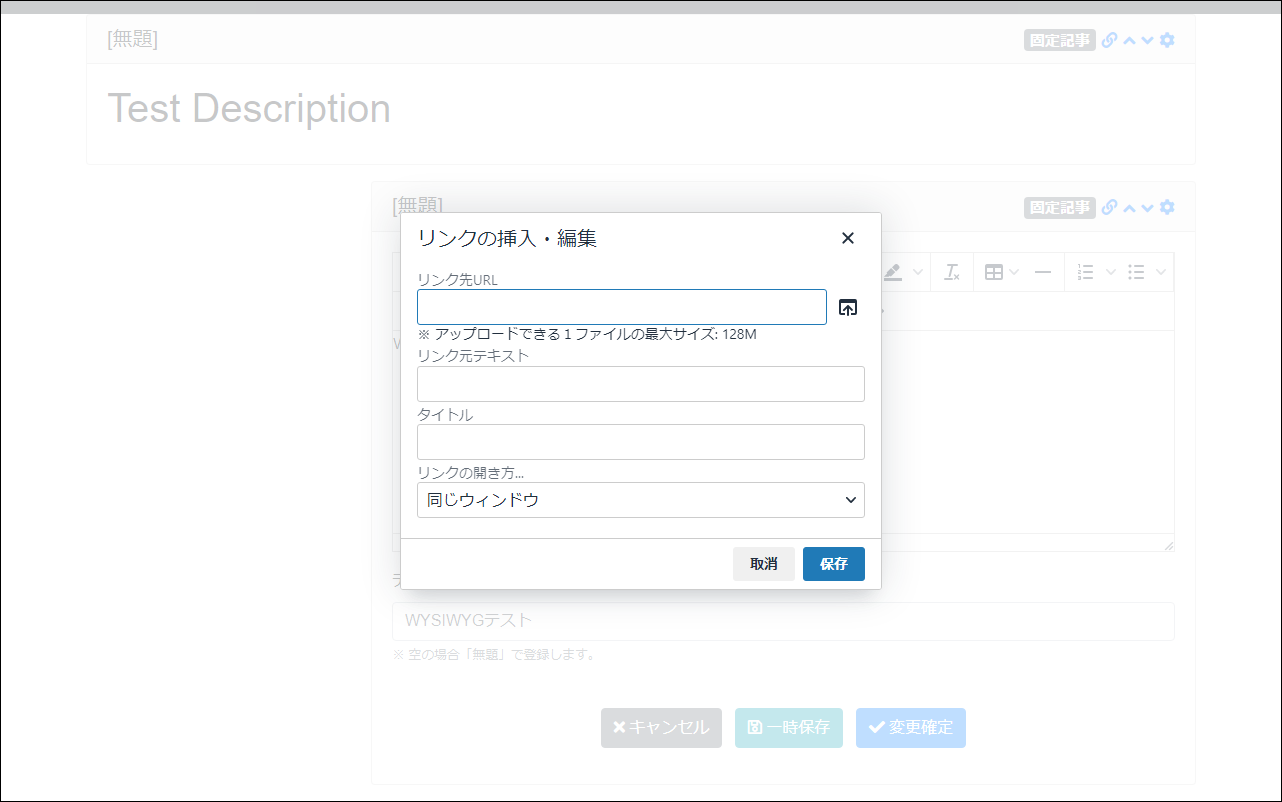 [無題]
固定記事
Test Description
[無題]
固定記事
リンクの挿入・編集
リンク先URL
※ アップロードできる１ファイルの最大サイズ: 128M
リンク元テキスト
タイトル
リンクの開き方...
同じウィンドウ
取消
保存
WYSIWYGテスト
※ 空の場合「無題」で登録します。
キャンセル
一時保存
変更確定